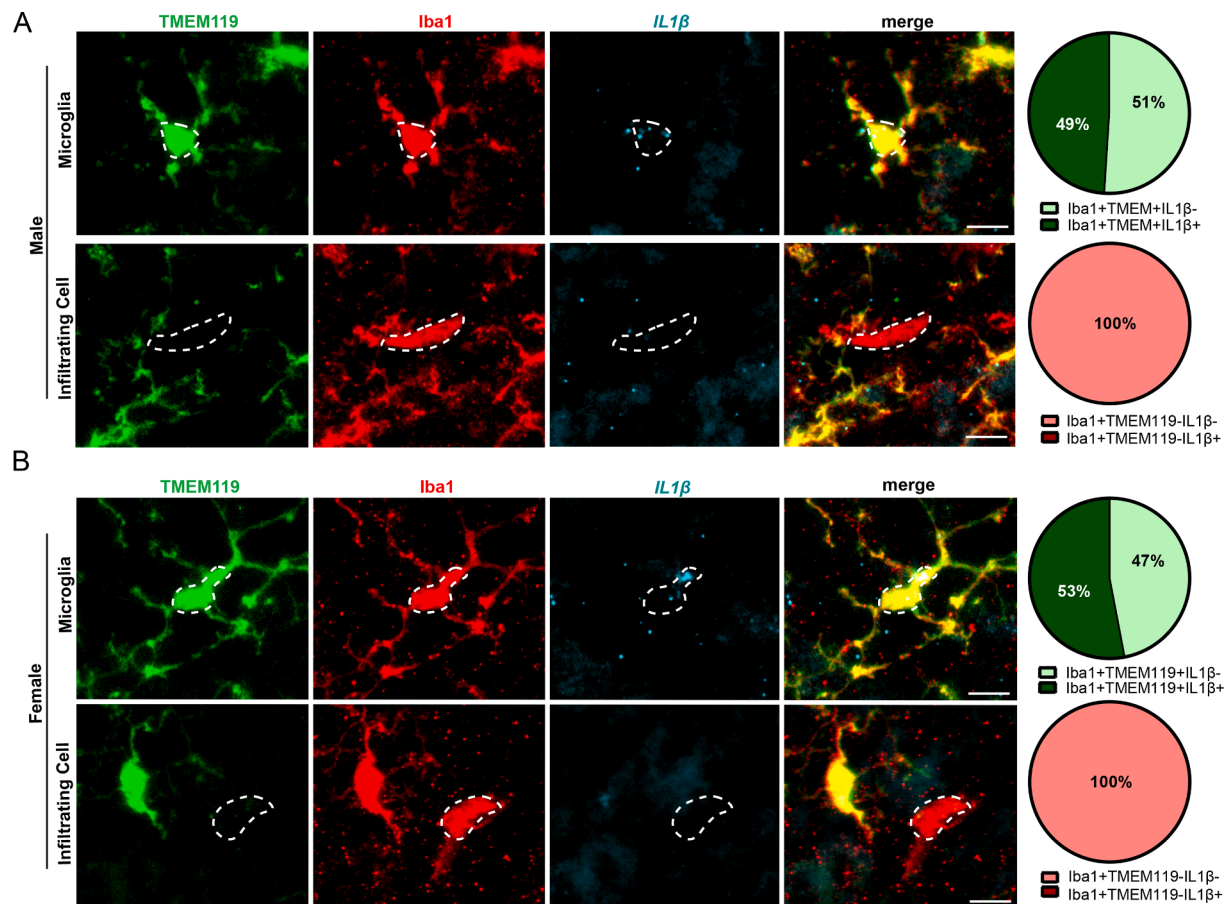 A
TMEM119 Iba1 IL1β merge
Male
Microglia
51%
49%
Iba1+TMEM+IL1β-
Iba1+TMEM+IL1β+
Infiltrating Cell
100%
Iba1+TMEM119-IL1β-
Iba1+TMEM119-IL1β+
B
TMEM119 Iba1 IL1β merge
Female
Microglia
47%
53%
Iba1+TMEM119+IL1β-
Iba1+TMEM119+IL1β+
Infiltrating Cell
100%
Iba1+TMEM119-IL1β-
Iba1+TMEM119-IL1β+